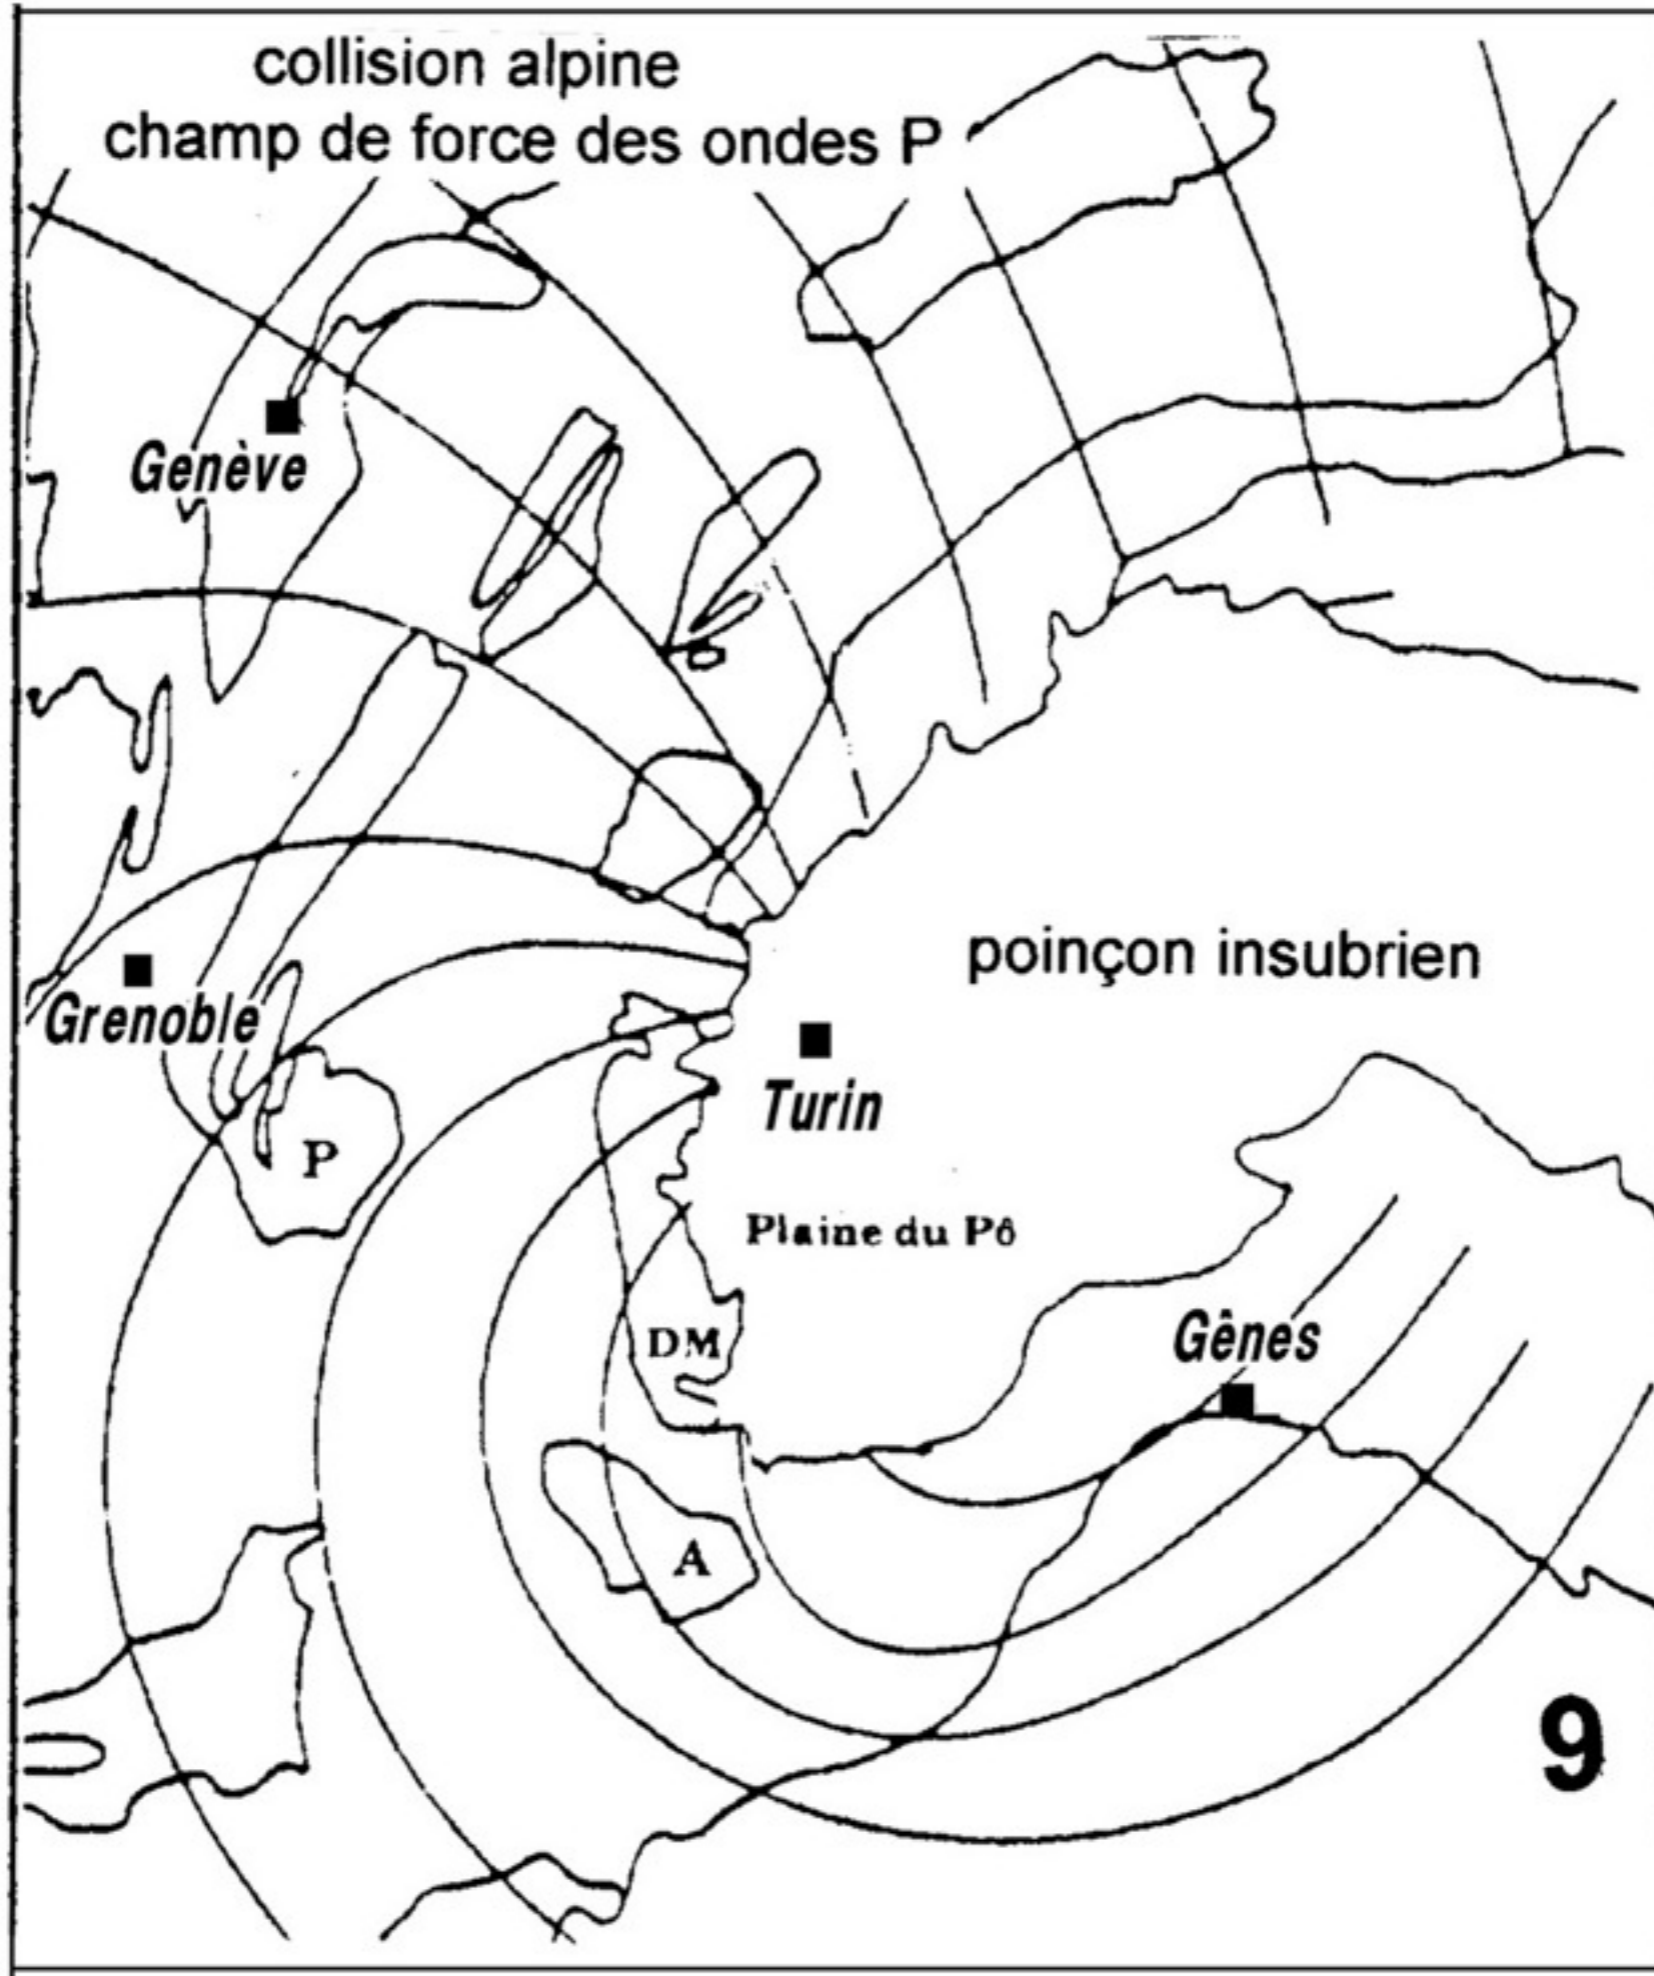 collision alpine
champ de force des ondes P
Genève
poinçon insubrien
Grenoble
Turin
P
Plaine du Pô
Gênes
DM
A
9